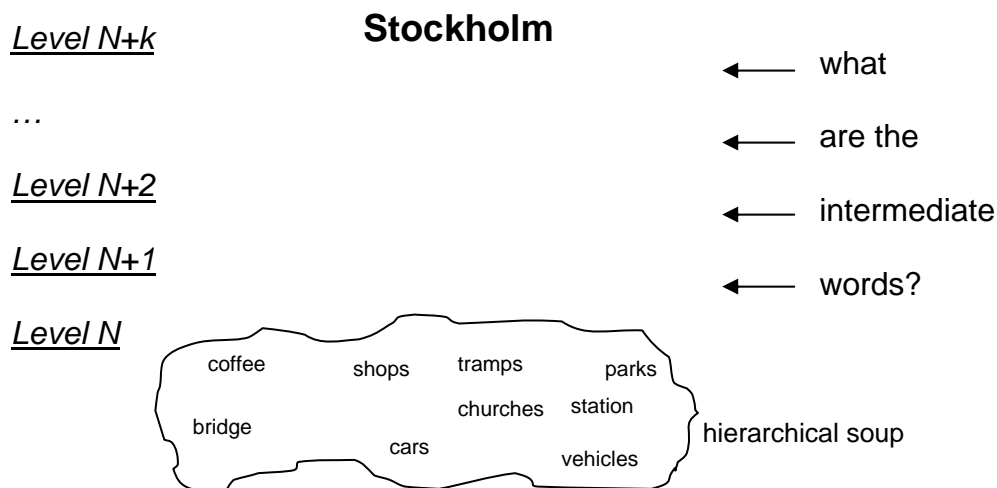 Level N+k
Stockholm
what
…
are the
Level N+2
intermediate
Level N+1
words?
Level N
coffee
shops
tramps
parks
churches
station
bridge
hierarchical soup
cars
vehicles